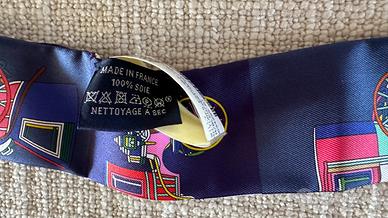 MADE IN FRANCE
100% SOIE
NETTOYAGE A SEC